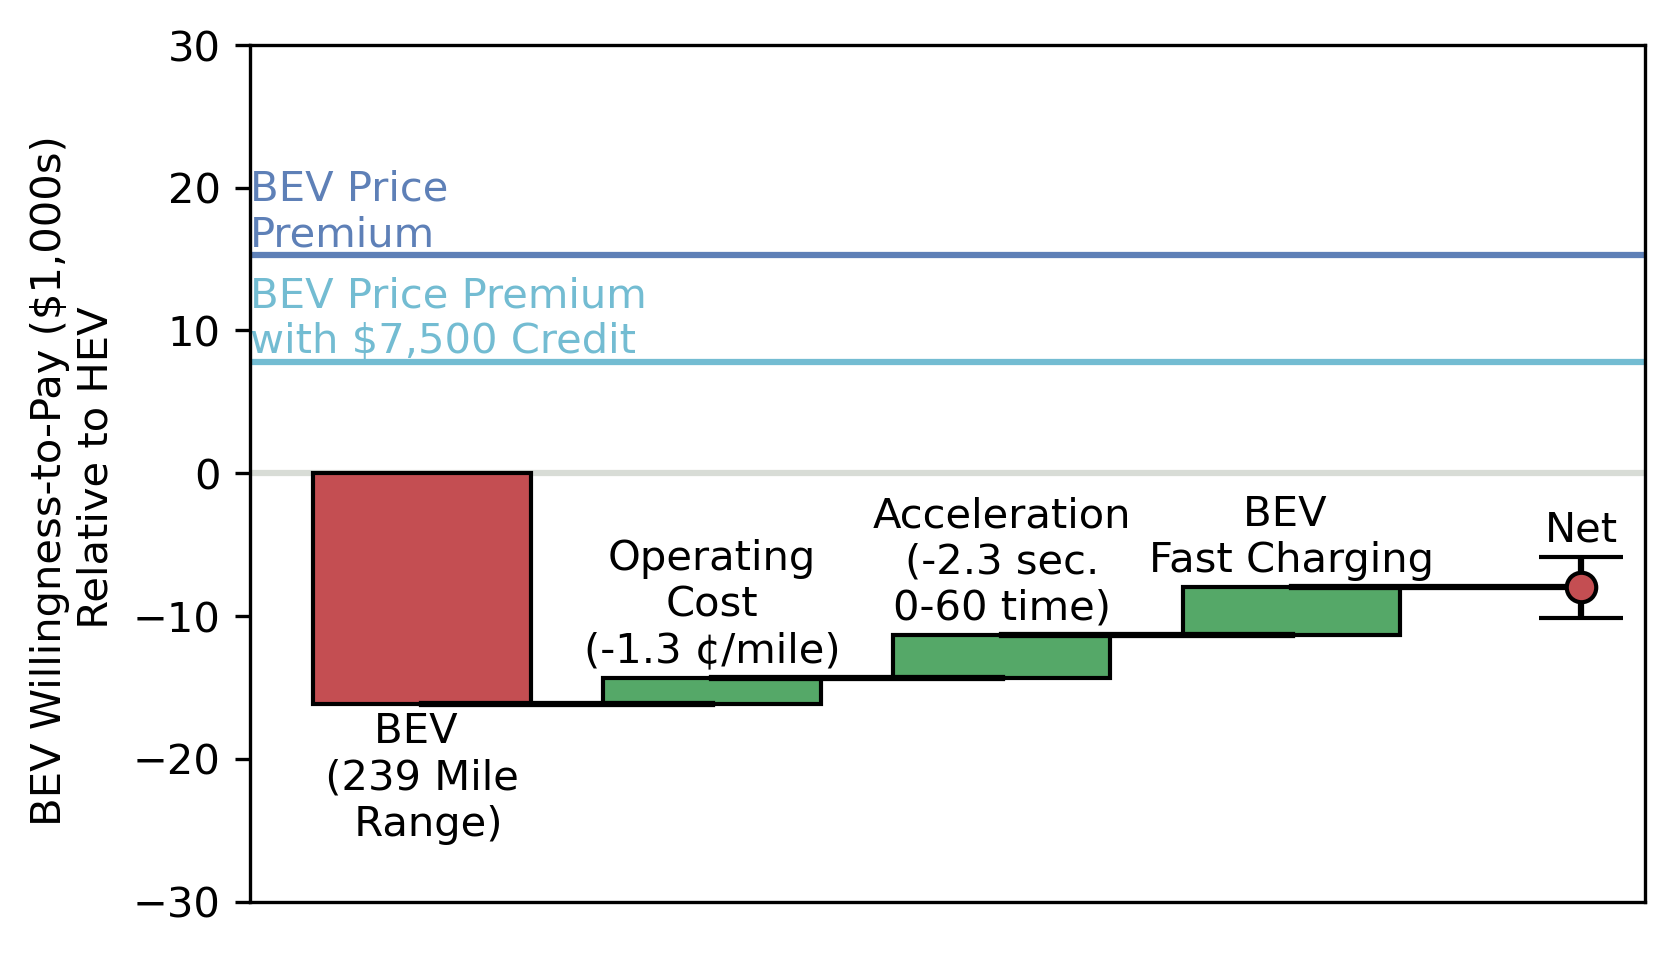 BEV Willingness-to-Pay ($1,000s)
Relative to HEV
30
20
10
0
−10
−20
−30
BEV Price
Premium
BEV Price Premium
with $7,500 Credit
BEV
(239 Mile
Range)
Operating
Cost
(-1.3 ¢/mile)
Acceleration
(-2.3 sec.
0-60 time)
BEV
Fast Charging
Net